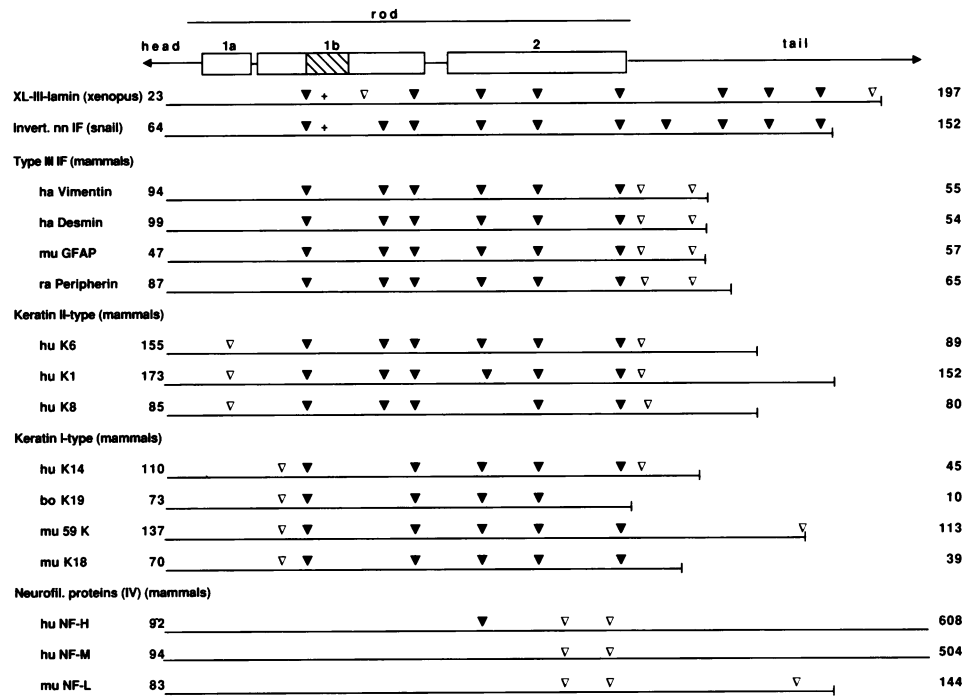 rod
head 1a 1b 2 tail
XL-III-lamin (xenopus) 23 + 197
Invert. nn IF (snail) 64 + 152
Type III IF (mammals)
ha Vimentin 94 55
ha Desmin 99 54
mu GFAP 47 57
ra Peripherin 87 65
Keratin II-type (mammals)
hu K6 155 89
hu K1 173 152
hu K8 85 80
Keratin I-type (mammals)
hu K14 110 45
bo K19 73 10
mu 59 K 137 113
mu K18 70 39
Neurofil. proteins (IV) (mammals)
hu NF-H 92 608
hu NF-M 94 504
mu NF-L 83 144